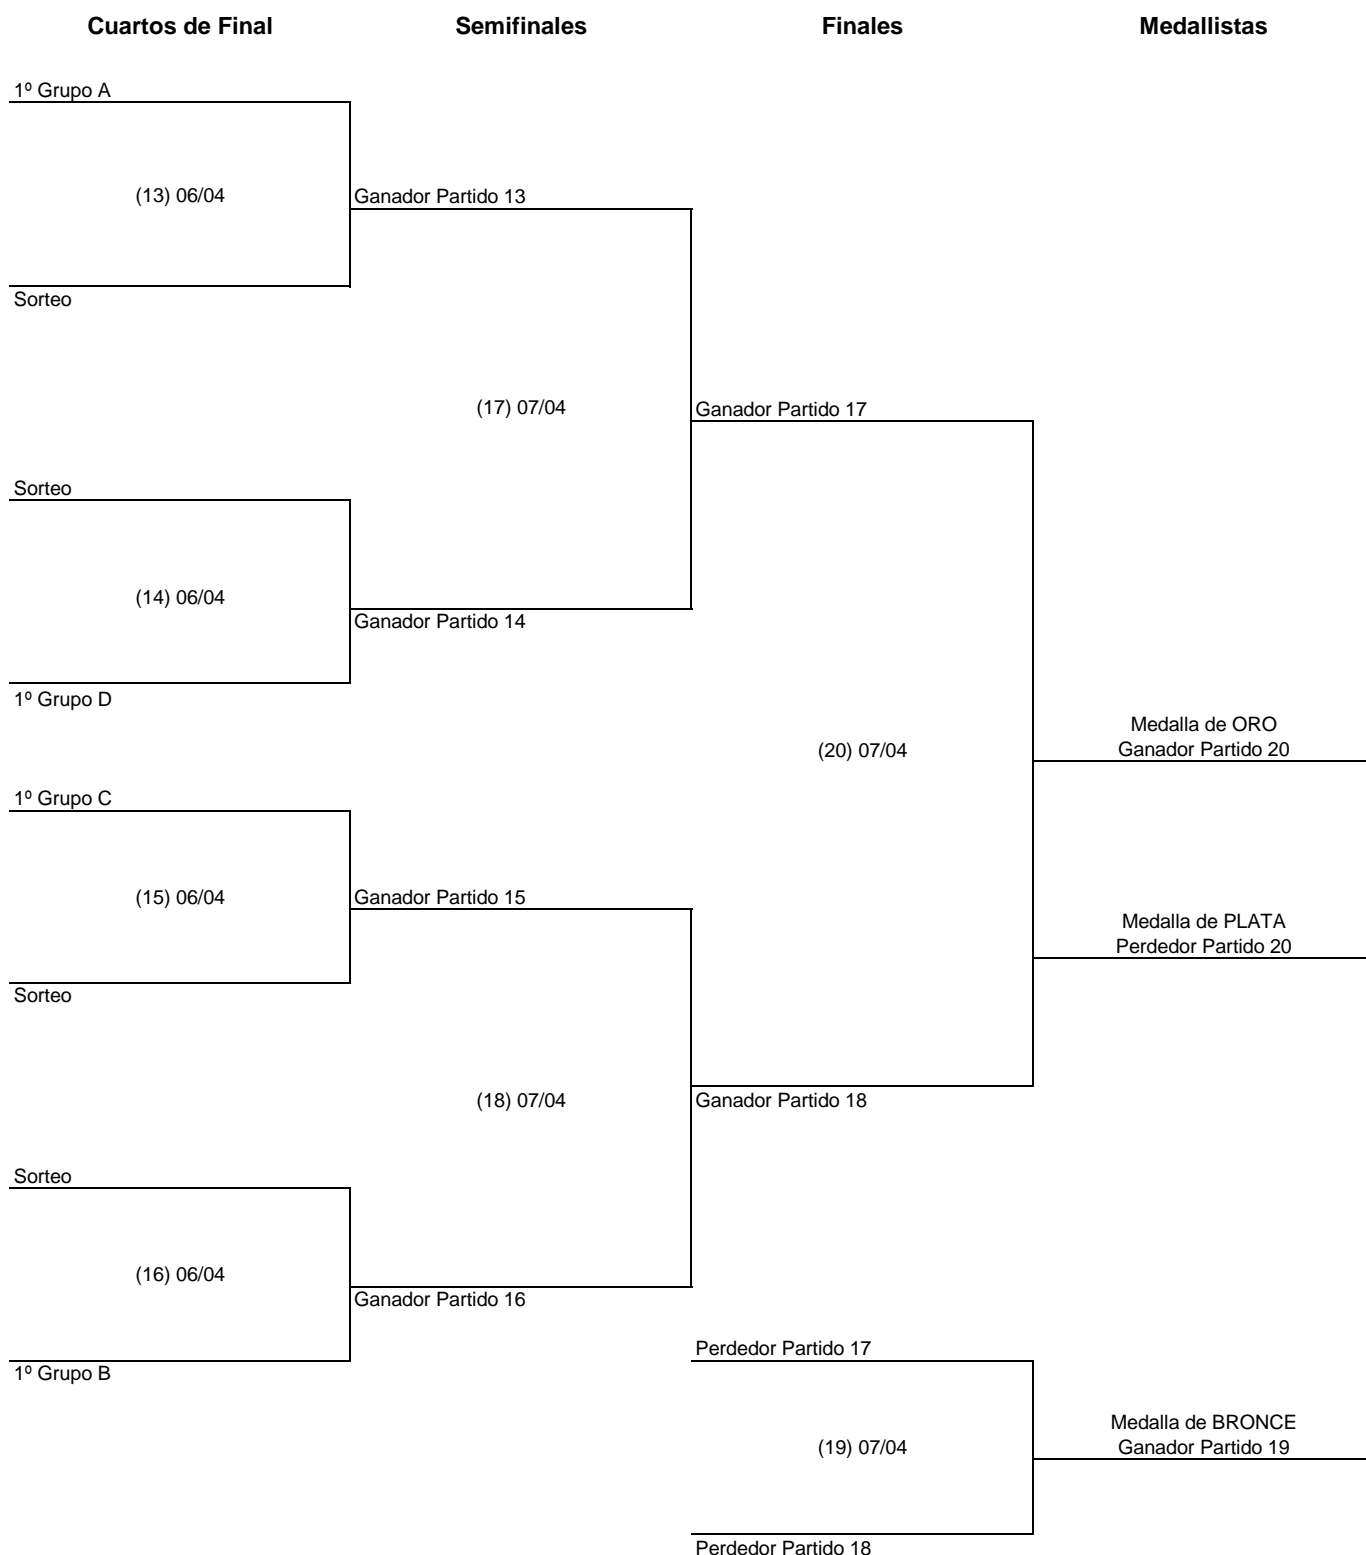 Cuartos de Final
Semifinales
Finales
Medallistas
1º Grupo A
(13) 06/04
Ganador Partido 13
Sorteo
(17) 07/04
Ganador Partido 17
Sorteo
(14) 06/04
Ganador Partido 14
1º Grupo D
Medalla de ORO
(20) 07/04
Ganador Partido 20
1º Grupo C
(15) 06/04
Ganador Partido 15
Medalla de PLATA
Perdedor Partido 20
Sorteo
(18) 07/04
Ganador Partido 18
Sorteo
(16) 06/04
Ganador Partido 16
Perdedor Partido 17
1º Grupo B
Medalla de BRONCE
(19) 07/04
Ganador Partido 19
Perdedor Partido 18